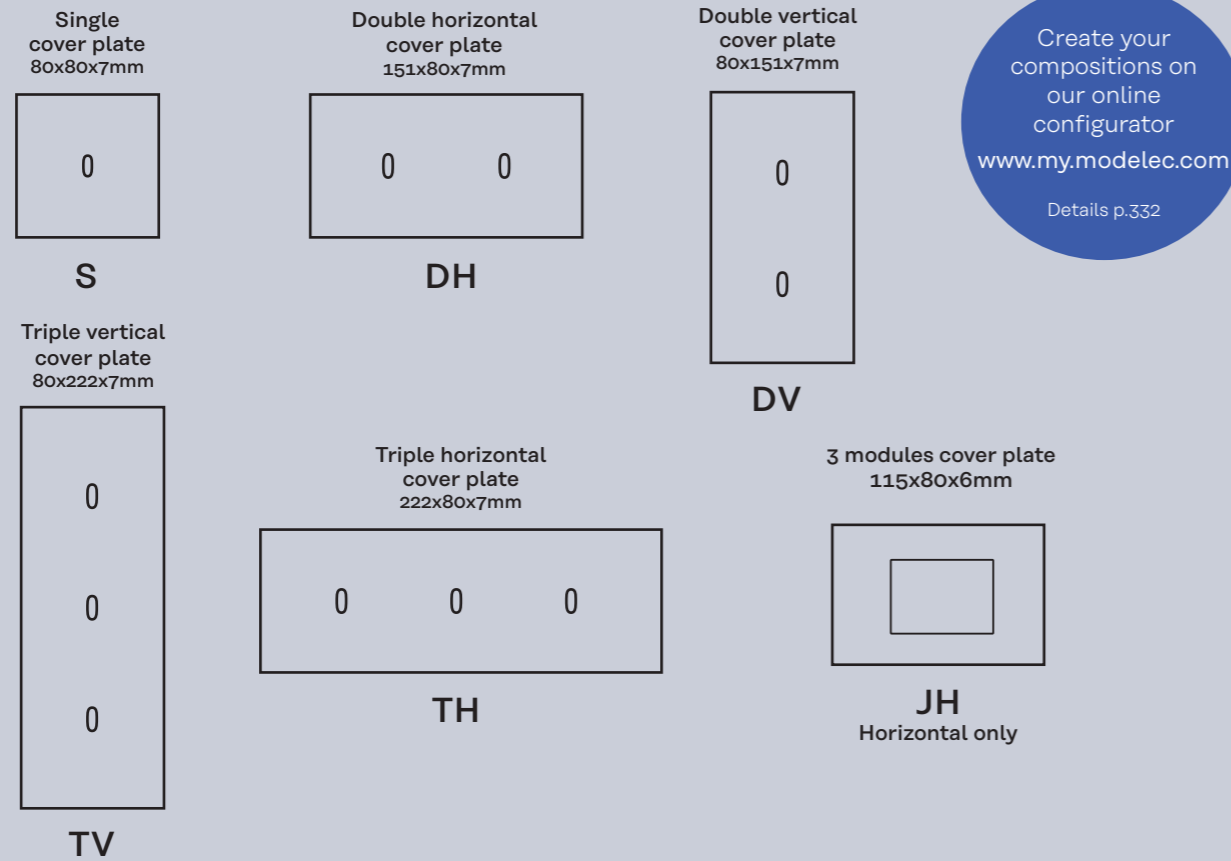 Single
cover plate
80x80x7mm
0
S
Double horizontal
cover plate
151x80x7mm
0 0
DH
Double vertical
cover plate
80x151x7mm
0
0
DV
Create your
compositions on
our online
configurator
www.my.modelec.com
Details p.332
Triple vertical
cover plate
80x222x7mm
0
0
0
TV
Triple horizontal
cover plate
222x80x7mm
0 0 0
TH
3 modules cover plate
115x80x6mm
JH
Horizontal only